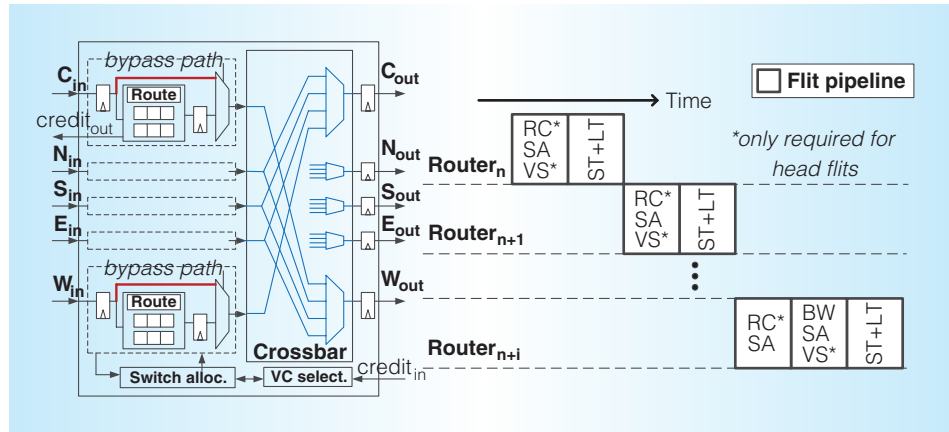 bypass path
C_in
Route
credit_out
N_in
S_in
E_in
bypass path
W_in
Route
Switch alloc.
VC select.
Crossbar
credit_in
C_out
N_out
S_out
E_out
W_out
Time
Flit pipeline
*only required for
head flits
Router_n
RC*
SA
VS*
ST+LT
Router_n+1
RC*
SA
VS*
ST+LT
Router_n+i
RC*
SA
BW
SA
VS*
ST+LT